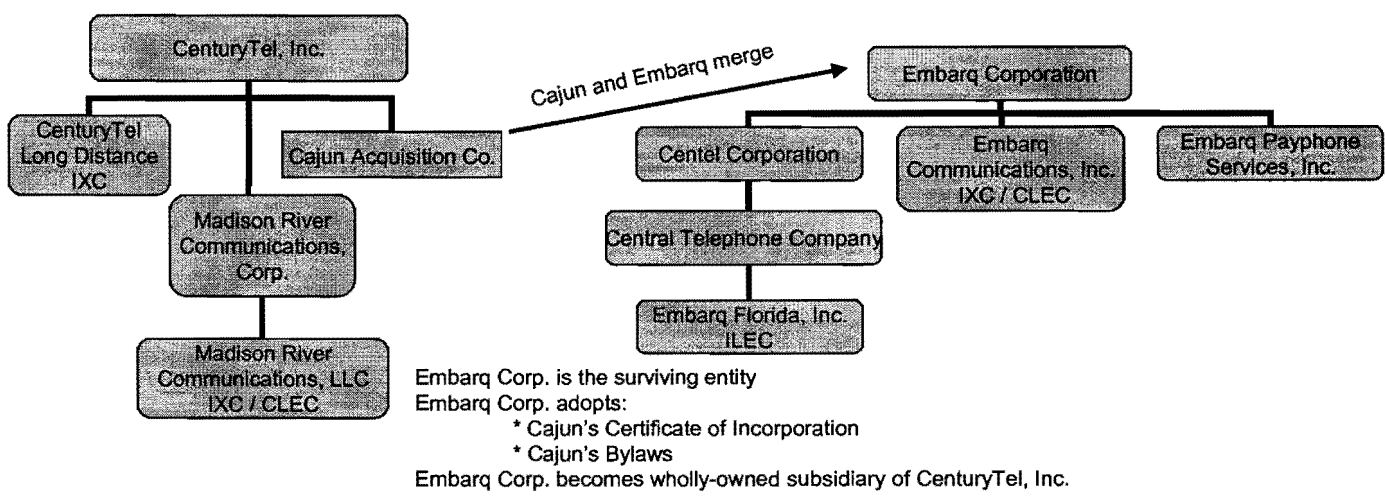 CenturyTel, Inc.
CenturyTel
Long Distance
IXC
Cajun Acquisition Co.
Madison River
Communications,
Corp.
Madison River
Communications, LLC
IXC / CLEC
Cajun and Embarq merge
Embarq Corporation
Centel Corporation
Embarq
Communications, Inc.
IXC / CLEC
Embarq Payphone
Services, Inc.
Central Telephone Company
Embarq Florida, Inc.
ILEC
Embarq Corp. is the surviving entity
Embarq Corp. adopts:
* Cajun's Certificate of Incorporation
* Cajun's Bylaws
Embarq Corp. becomes wholly-owned subsidiary of CenturyTel, Inc.